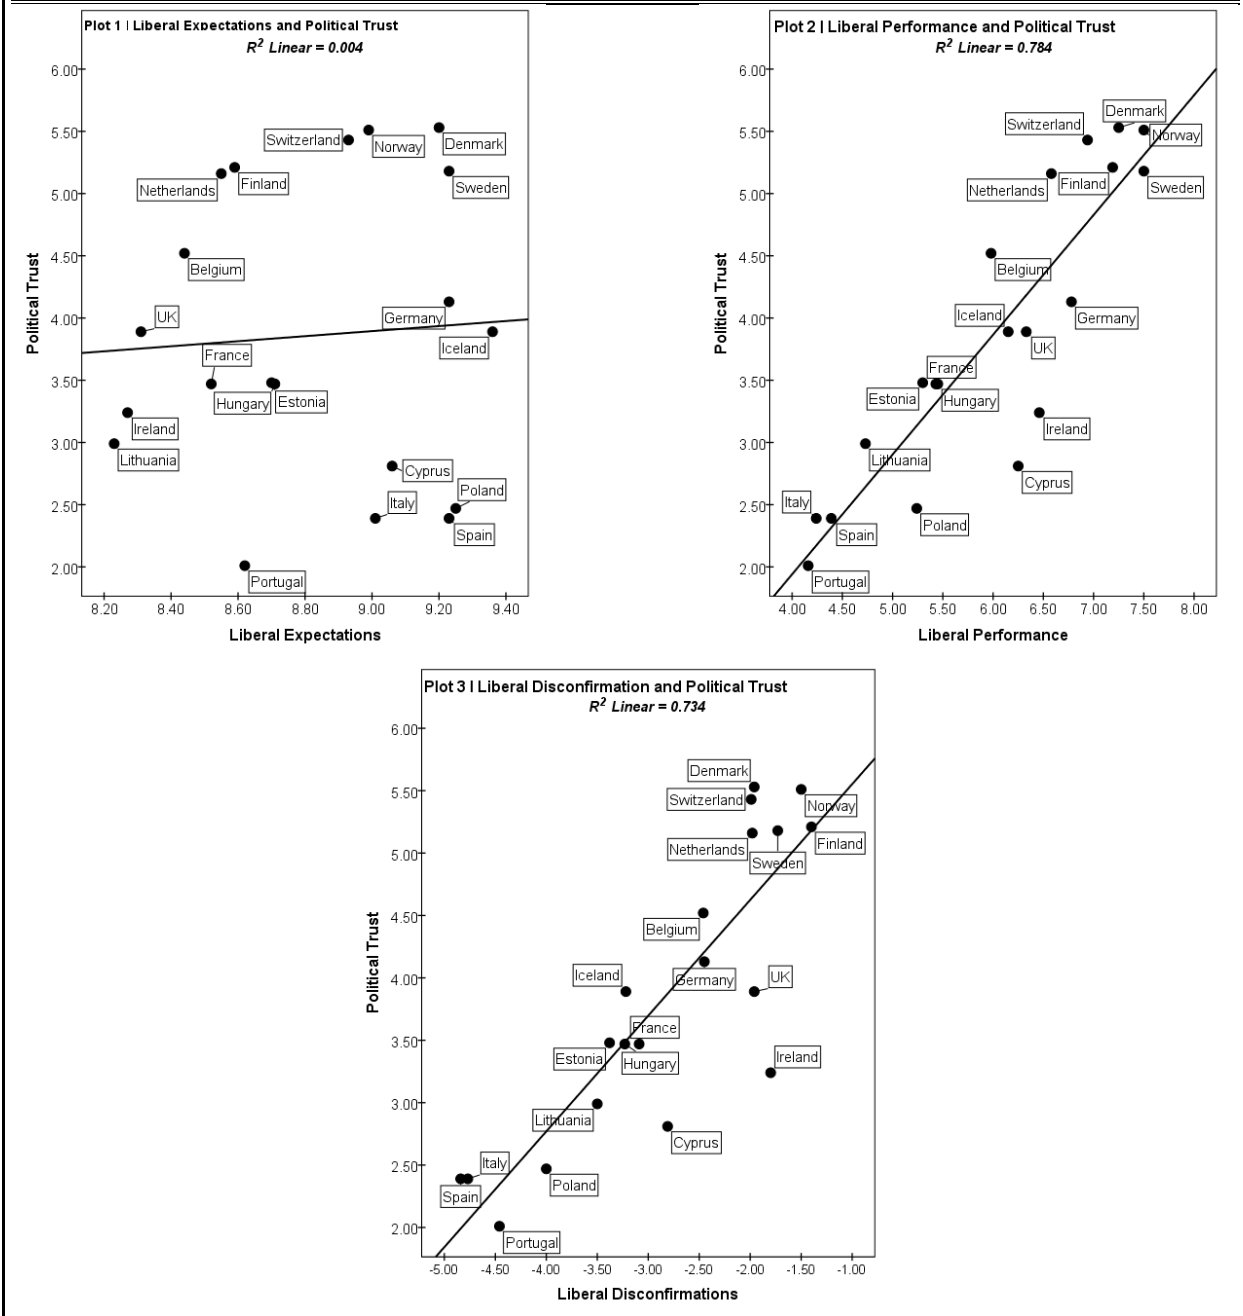 Plot 1 | Liberal Expectations and Political Trust
R² Linear = 0.004
Political Trust
6.00
5.50
5.00
4.50
4.00
3.50
3.00
2.50
2.00
Switzerland
Norway
Denmark
Netherlands
Finland
Sweden
Belgium
UK
Germany
Iceland
France
Hungary
Estonia
Ireland
Lithuania
Cyprus
Italy
Poland
Spain
Portugal
8.20 8.40 8.60 8.80 9.00 9.20 9.40
Liberal Expectations
Plot 2 | Liberal Performance and Political Trust
R² Linear = 0.784
Political Trust
6.00
5.50
5.00
4.50
4.00
3.50
3.00
2.50
2.00
Denmark
Switzerland
Norway
Netherlands
Finland
Sweden
Belgium
Iceland
Germany
UK
France
Estonia
Hungary
Ireland
Lithuania
Cyprus
Italy
Poland
Spain
Portugal
4.00 4.50 5.00 5.50 6.00 6.50 7.00 7.50 8.00
Liberal Performance
Plot 3 | Liberal Disconfirmation and Political Trust
R² Linear = 0.734
Political Trust
6.00
5.50
5.00
4.50
4.00
3.50
3.00
2.50
2.00
Denmark
Switzerland
Norway
Netherlands
Sweden
Finland
Belgium
Iceland
Germany
UK
France
Estonia
Hungary
Ireland
Lithuania
Cyprus
Italy
Spain
Poland
Portugal
-5.00 -4.50 -4.00 -3.50 -3.00 -2.50 -2.00 -1.50 -1.00
Liberal Disconfirmations